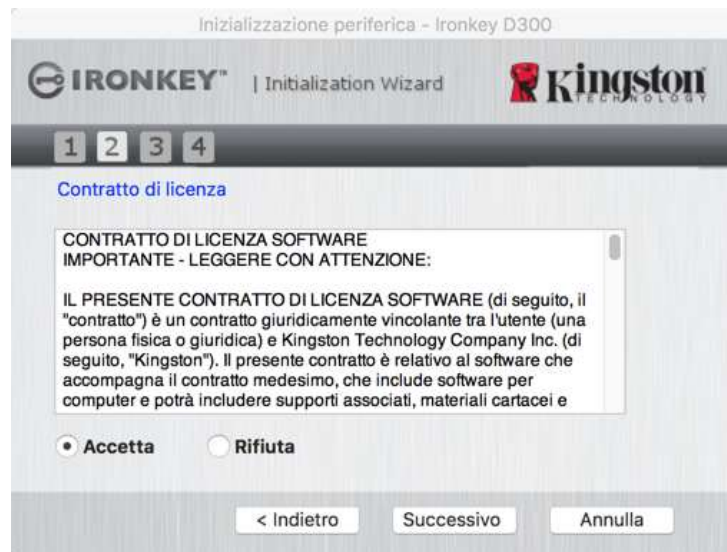 Inizializzazione periferica - Ironkey D300
IRONKEY™ | Initialization Wizard Kingston
TECHNOLOGY
1 2 3 4
Contratto di licenza
CONTRATTO DI LICENZA SOFTWARE
IMPORTANTE - LEGGERE CON ATTENZIONE:
IL PRESENTE CONTRATTO DI LICENZA SOFTWARE (di seguito, il
"contratto") è un contratto giuridicamente vincolante tra l'utente (una
persona fisica o giuridica) e Kingston Technology Company Inc. (di
seguito, "Kingston"). Il presente contratto è relativo al software che
accompagna il contratto medesimo, che include software per
computer e potrà includere supporti associati, materiali cartacei e
Accetta Rifiuta
< Indietro Successivo Annulla